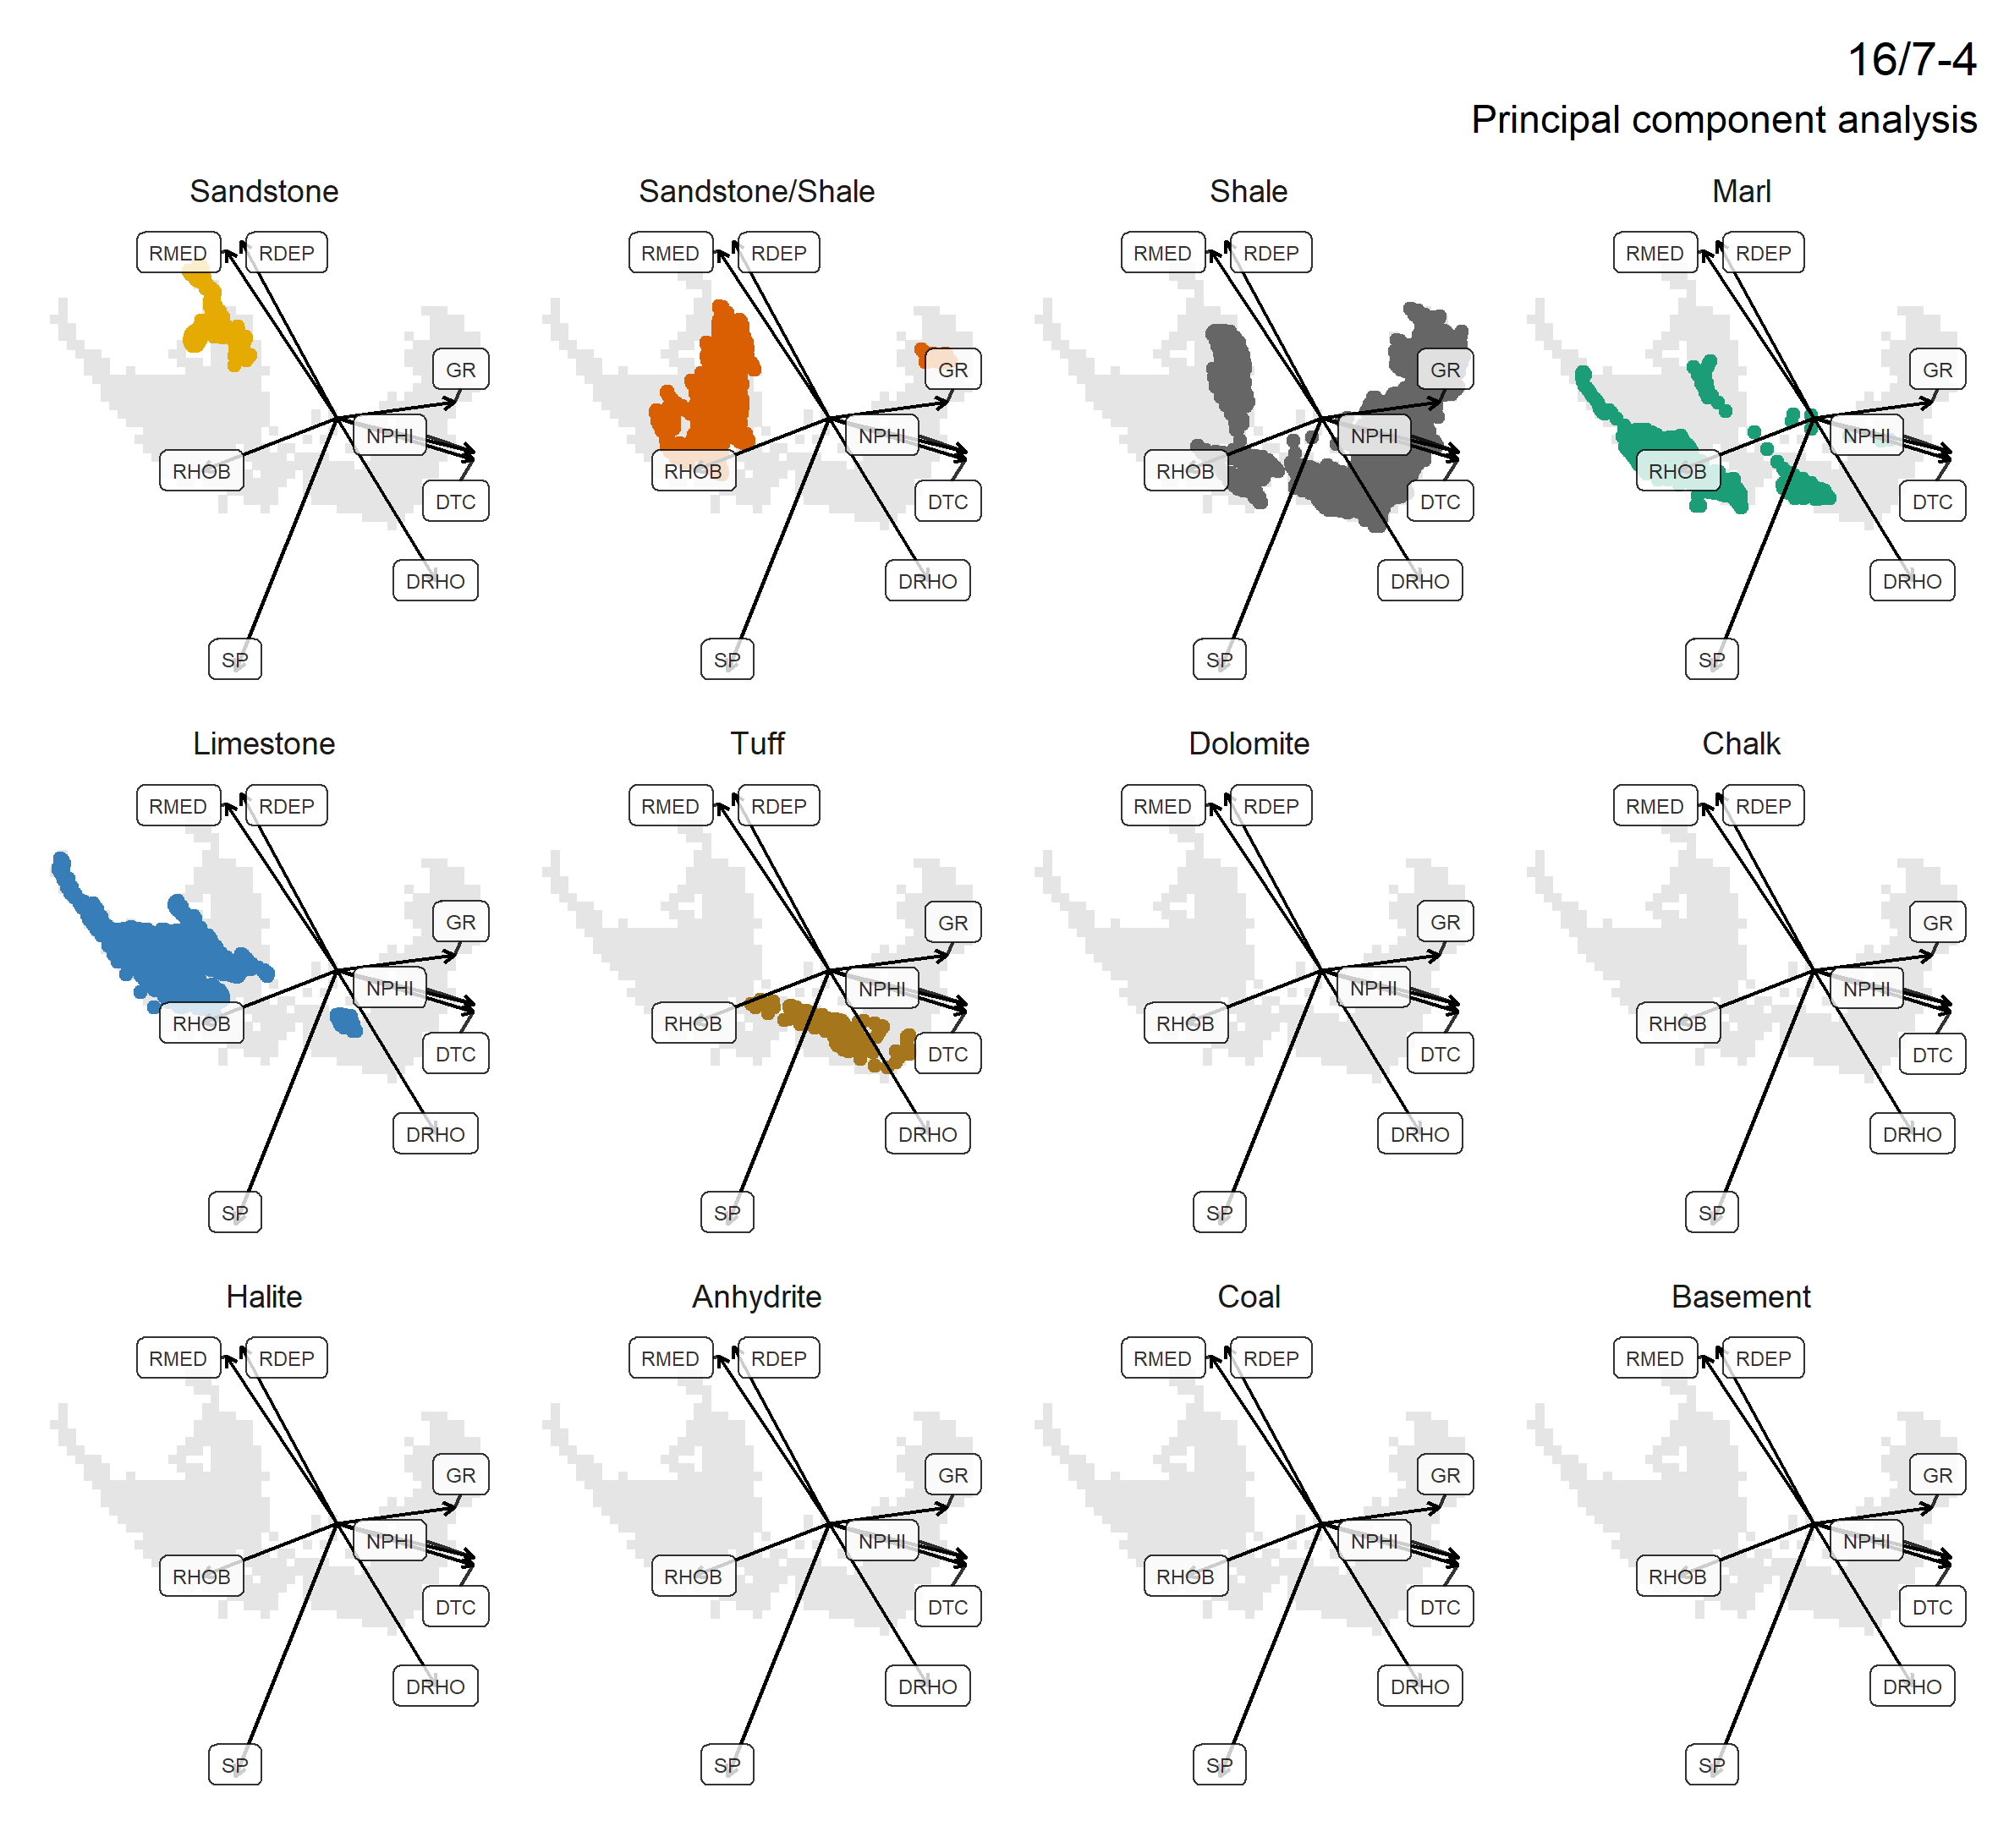 16/7-4
Principal component analysis
Sandstone
RMED
RDEP
GR
NPHI
RHOB
DTC
DRHO
SP
Sandstone/Shale
RMED
RDEP
GR
NPHI
RHOB
DTC
DRHO
SP
Shale
RMED
RDEP
GR
NPHI
RHOB
DTC
DRHO
SP
Marl
RMED
RDEP
GR
NPHI
RHOB
DTC
DRHO
SP
Limestone
RMED
RDEP
GR
NPHI
RHOB
DTC
DRHO
SP
Tuff
RMED
RDEP
GR
NPHI
RHOB
DTC
DRHO
SP
Dolomite
RMED
RDEP
GR
NPHI
RHOB
DTC
DRHO
SP
Chalk
RMED
RDEP
GR
NPHI
RHOB
DTC
DRHO
SP
Halite
RMED
RDEP
GR
NPHI
RHOB
DTC
DRHO
SP
Anhydrite
RMED
RDEP
GR
NPHI
RHOB
DTC
DRHO
SP
Coal
RMED
RDEP
GR
NPHI
RHOB
DTC
DRHO
SP
Basement
RMED
RDEP
GR
NPHI
RHOB
DTC
DRHO
SP